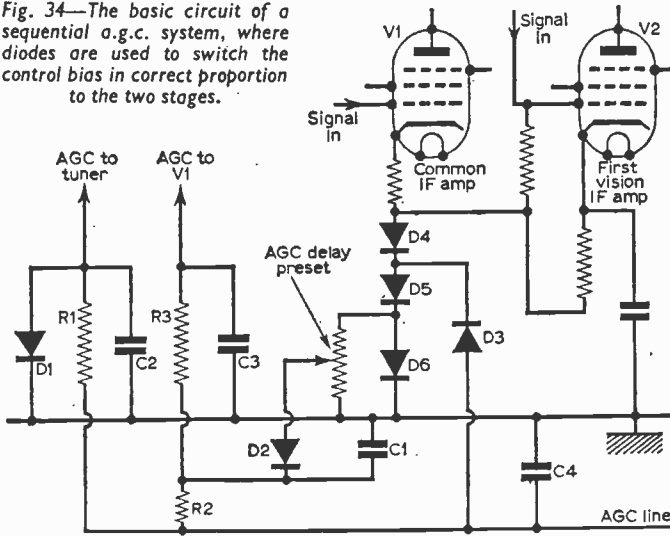 Fig. 34—The basic circuit of a
sequential a.g.c. system, where
diodes are used to switch the
control bias in correct proportion
to the two stages.
V1
Signal
in
V2
Signal
in
Common
IF amp
First
vision
IF amp
AGC to
tuner
AGC to
V1
AGC delay
preset
D4
D5
D3
D6
R1
R3
D1
C2
C3
D2
C1
C4
R2
AGC line